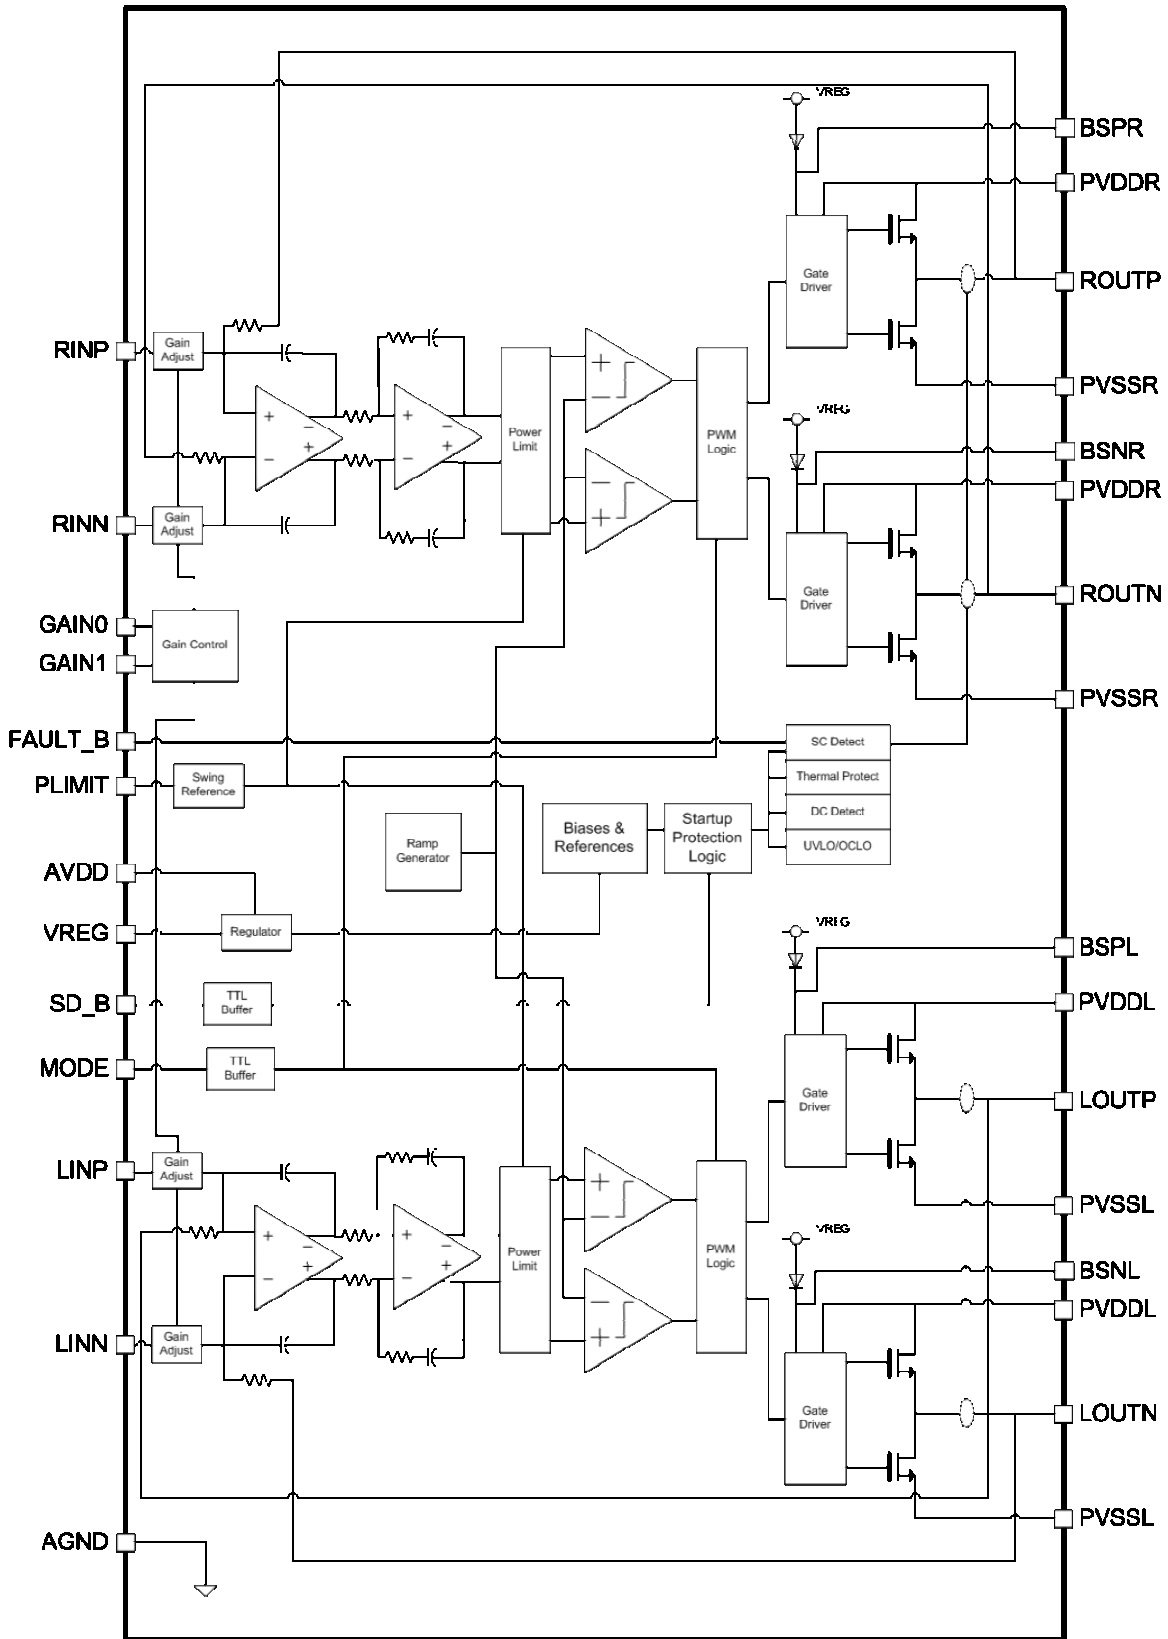 VREG
BSPR
PVDDR
Gate
Driver
ROUTP
RINP
Gain
Adjust
+
−
−
+
+
−
−
+
Power
Limit
+
−
−
+
PWM
Logic
PVSSR
VREG
BSNR
PVDDR
RINN
Gain
Adjust
Gate
Driver
ROUTN
GAIN0
GAIN1
Gain Control
PVSSR
FAULT_B
SC Detect
PLIMIT
Swing
Reference
Thermal Protect
DC Detect
UVLO/OCLO
Ramp
Generator
Biases &
References
Startup
Protection
Logic
AVDD
VREG
Regulator
VREG
BSPL
SD_B
TTL
Buffer
PVDDL
MODE
TTL
Buffer
Gate
Driver
LOUTP
LINP
Gain
Adjust
+
−
−
+
+
−
−
+
Power
Limit
+
−
−
+
PWM
Logic
PVSSL
VREG
BSNL
PVDDL
LINN
Gain
Adjust
Gate
Driver
LOUTN
PVSSL
AGND